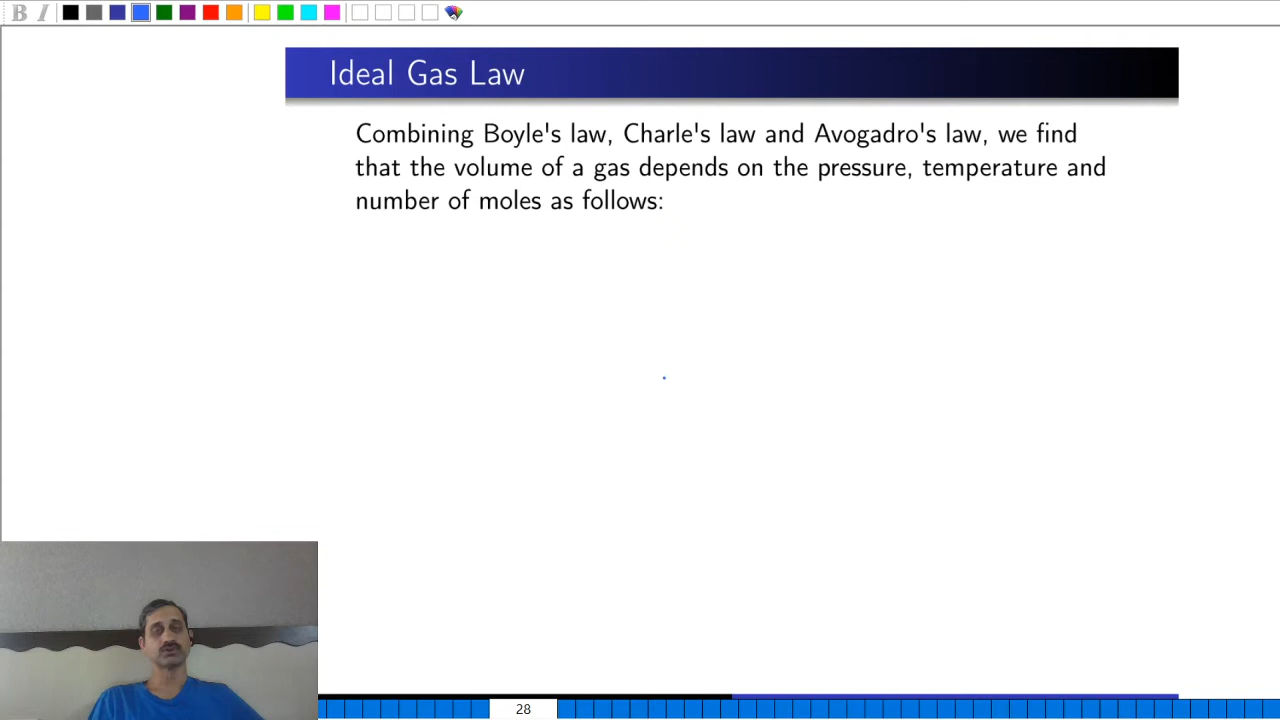 B I
Ideal Gas Law
Combining Boyle's law, Charle's law and Avogadro's law, we find
that the volume of a gas depends on the pressure, temperature and
number of moles as follows:
28